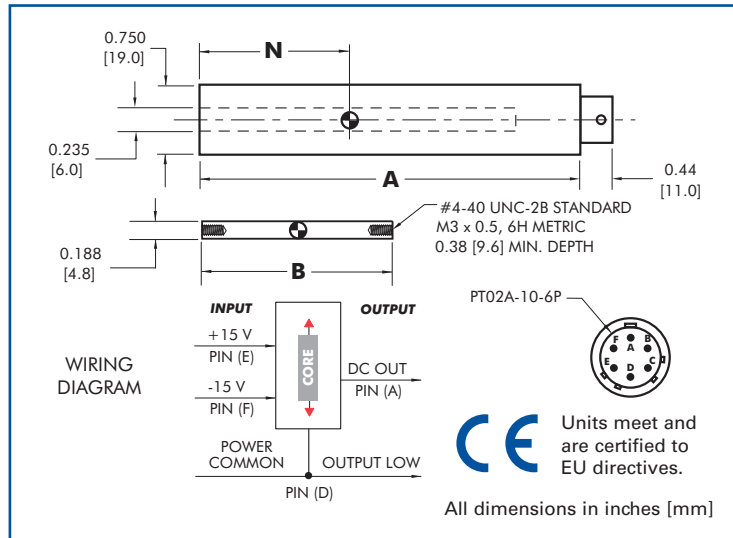 0.750
[19.0]
N
0.235
[6.0]
A
0.44
[11.0]
#4-40 UNC-2B STANDARD
M3 x 0.5, 6H METRIC
0.38 [9.6] MIN. DEPTH
0.188
[4.8]
B
INPUT
OUTPUT
PT02A-10-6P
+15 V
PIN (E)
CORE
F
B
A
E
C
D
WIRING
DIAGRAM
DC OUT
PIN (A)
-15 V
PIN (F)
POWER
COMMON
OUTPUT LOW
PIN (D)
CE
Units meet and
are certified to
EU directives.
All dimensions in inches [mm]